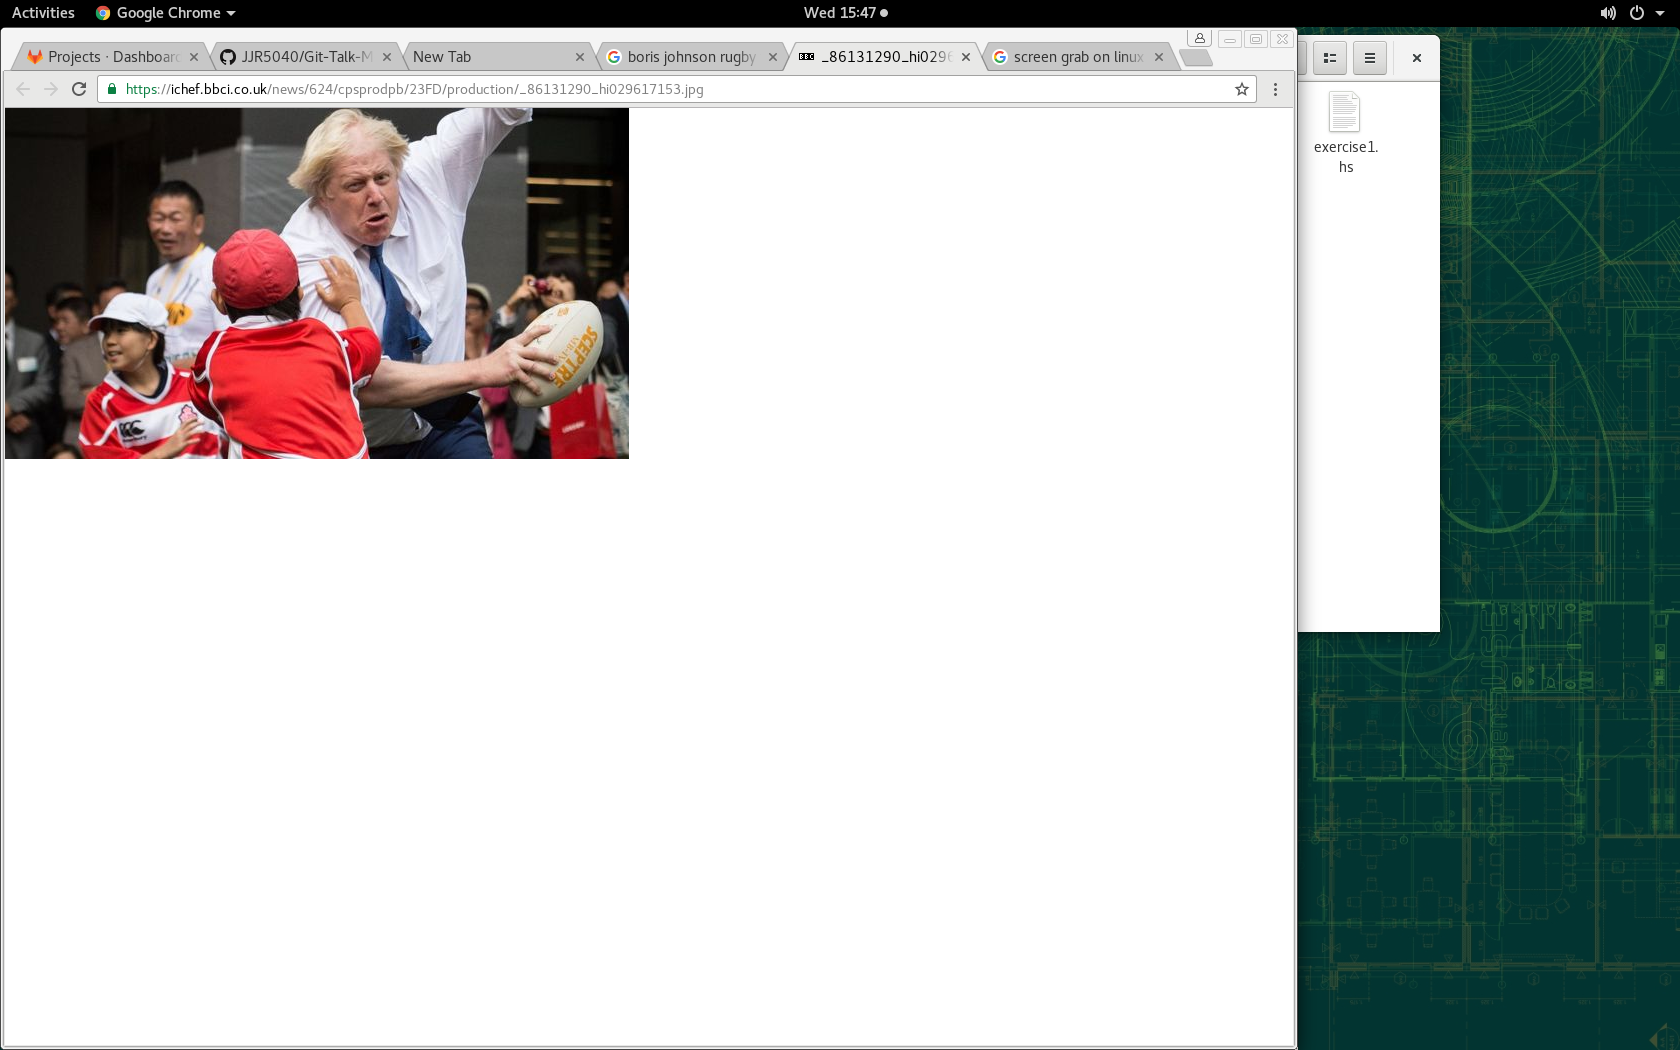 Activities Google Chrome Wed 15:47
Projects · Dashboard JJR5040/Git-Talk-M New Tab boris johnson rugby _86131290_hi0296 screen grab on linux
https://ichef.bbci.co.uk/news/624/cpsprodpb/23FD/production/_86131290_hi029617153.jpg
exercise1.
hs
SCEPTRE